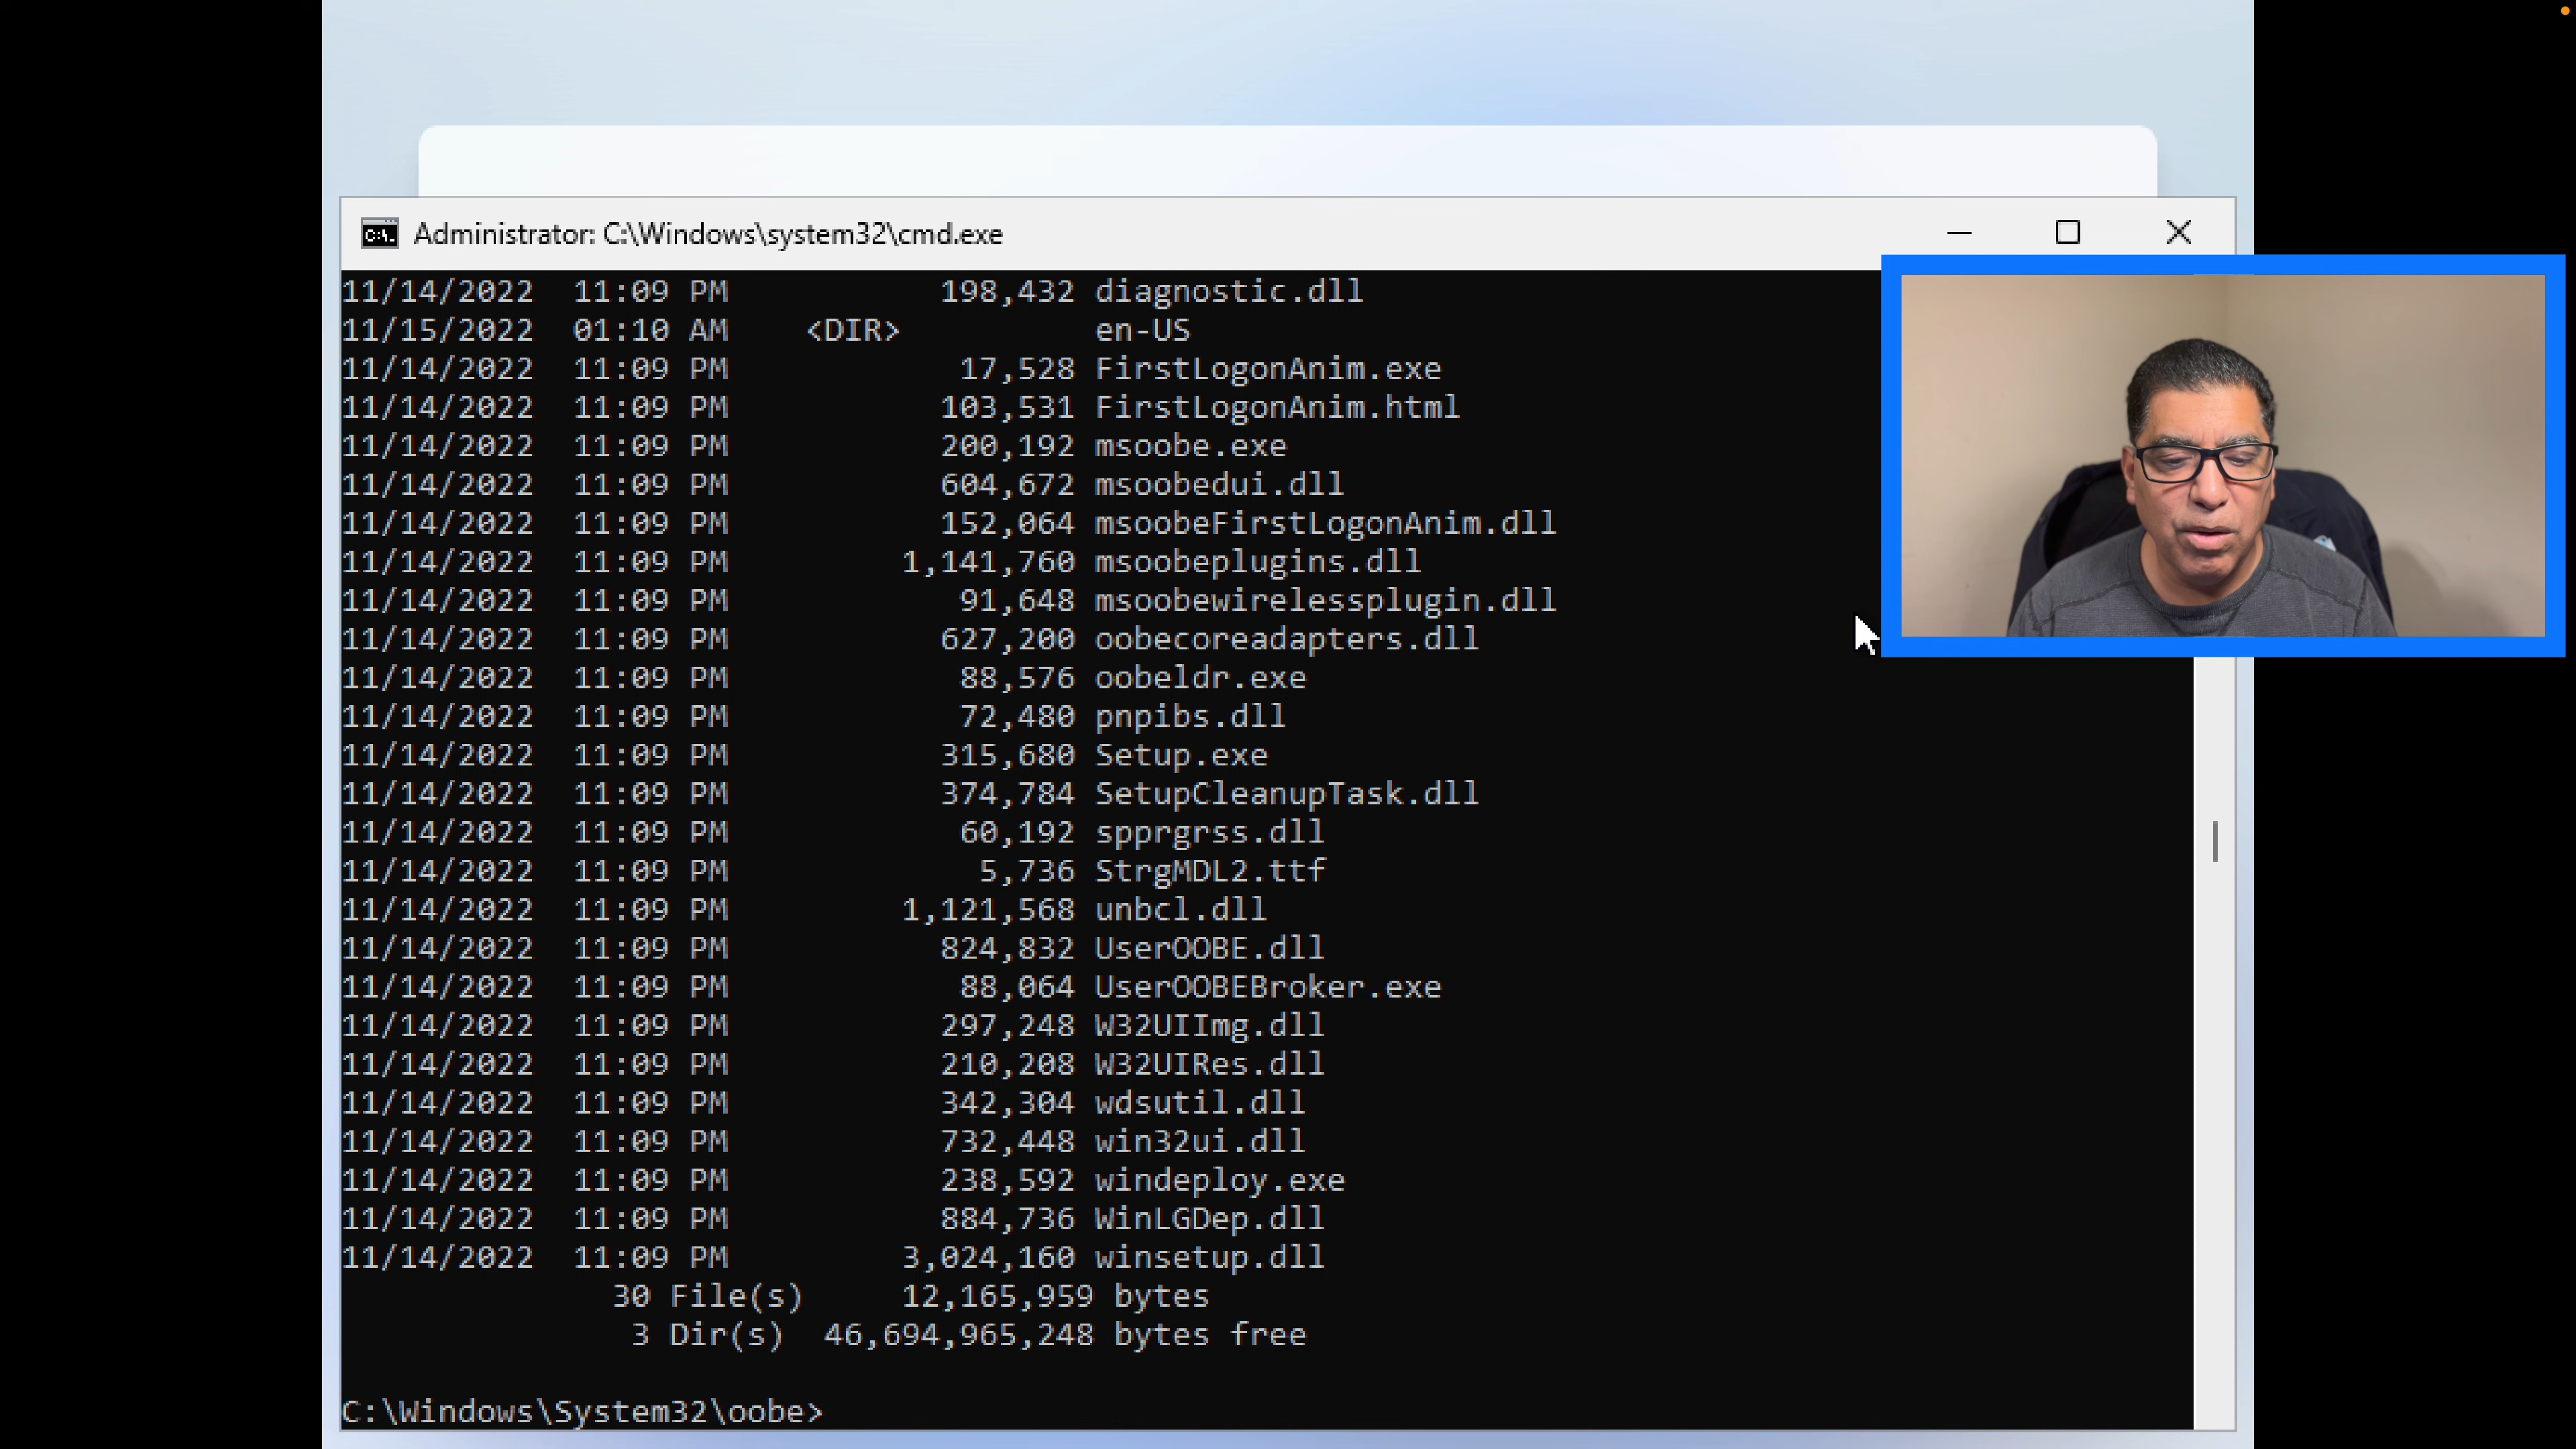 Administrator: C:\Windows\system32\cmd.exe
11/14/2022  11:09 PM           198,432 diagnostic.dll
11/15/2022  01:10 AM    <DIR>          en-US
11/14/2022  11:09 PM            17,528 FirstLogonAnim.exe
11/14/2022  11:09 PM           103,531 FirstLogonAnim.html
11/14/2022  11:09 PM           200,192 msoobe.exe
11/14/2022  11:09 PM           604,672 msoobedui.dll
11/14/2022  11:09 PM           152,064 msoobeFirstLogonAnim.dll
11/14/2022  11:09 PM         1,141,760 msoobeplugins.dll
11/14/2022  11:09 PM            91,648 msoobewirelessplugin.dll
11/14/2022  11:09 PM           627,200 oobecoreadapters.dll
11/14/2022  11:09 PM            88,576 oobeldr.exe
11/14/2022  11:09 PM            72,480 pnpibs.dll
11/14/2022  11:09 PM           315,680 Setup.exe
11/14/2022  11:09 PM           374,784 SetupCleanupTask.dll
11/14/2022  11:09 PM            60,192 spprgrss.dll
11/14/2022  11:09 PM             5,736 StrgMDL2.ttf
11/14/2022  11:09 PM         1,121,568 unbcl.dll
11/14/2022  11:09 PM           824,832 UserOOBE.dll
11/14/2022  11:09 PM            88,064 UserOOBEBroker.exe
11/14/2022  11:09 PM           297,248 W32UIImg.dll
11/14/2022  11:09 PM           210,208 W32UIRes.dll
11/14/2022  11:09 PM           342,304 wdsutil.dll
11/14/2022  11:09 PM           732,448 win32ui.dll
11/14/2022  11:09 PM           238,592 windeploy.exe
11/14/2022  11:09 PM           884,736 WinLGDep.dll
11/14/2022  11:09 PM         3,024,160 winsetup.dll
30 File(s)     12,165,959 bytes
3 Dir(s)  46,694,965,248 bytes free
C:\Windows\System32\oobe>